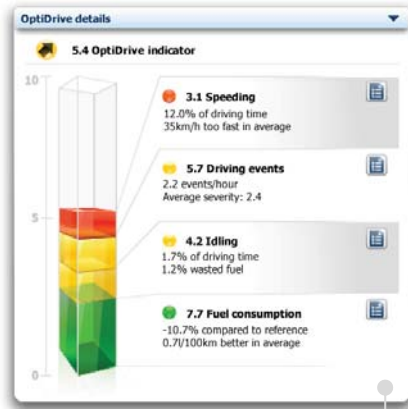 OptiDrive details
5.4 OptiDrive indicator
10
3.1 Speeding
12.0% of driving time
35km/h too fast in average
5.7 Driving events
2.2 events/hour
Average severity: 2.4
5
4.2 Idling
1.7% of driving time
1.2% wasted fuel
7.7 Fuel consumption
-10.7% compared to reference
0.7l/100km better in average
0